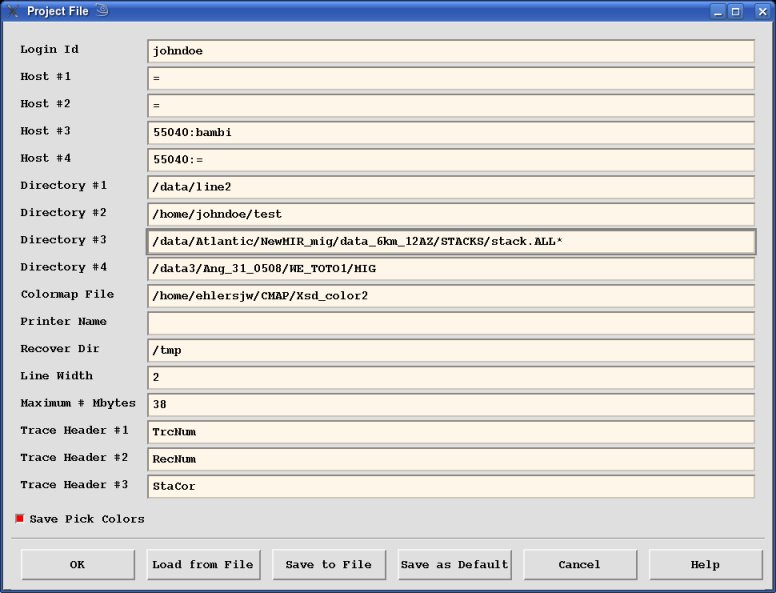 Project File
Login Id johndoe
Host #1 =
Host #2 =
Host #3 55040:bambi
Host #4 55040:=
Directory #1 /data/line2
Directory #2 /home/johndoe/test
Directory #3 /data/Atlantic/NewMIR_mig/data_6km_12AZ/STACKS/stack.ALL*
Directory #4 /data3/Ang_31_0508/WE_TOTO1/MIG
Colormap File /home/ehlersjw/CMAP/Xsd_color2
Printer Name
Recover Dir /tmp
Line Width 2
Maximum # Mbytes 38
Trace Header #1 TrcNum
Trace Header #2 RecNum
Trace Header #3 StaCor
Save Pick Colors
OK Load from File Save to File Save as Default Cancel Help